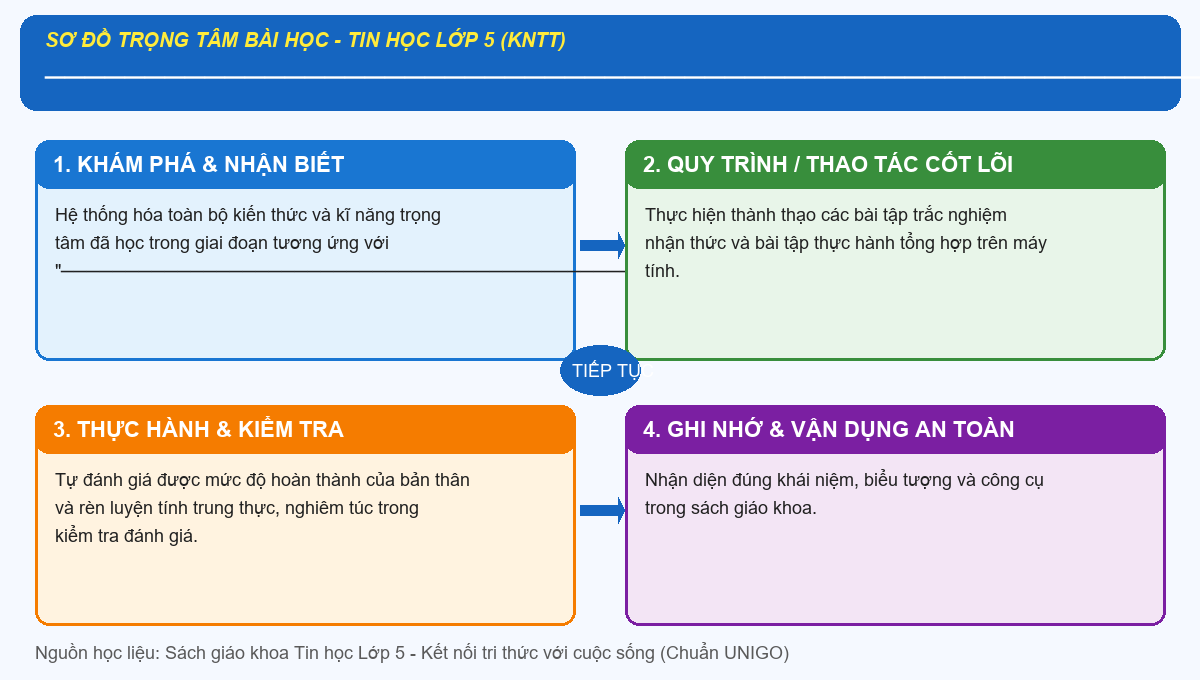 SƠ ĐỒ TRỌNG TÂM BÀI HỌC - TIN HỌC LỚP 5 (KNTT)
1. KHÁM PHÁ & NHẬN BIẾT
Hệ thống hóa toàn bộ kiến thức và kĩ năng trọng
tâm đã học trong giai đoạn tương ứng với
"
2. QUY TRÌNH / THAO TÁC CỐT LÕI
Thực hiện thành thạo các bài tập trắc nghiệm
nhận thức và bài tập thực hành tổng hợp trên máy
tính.
TIẾP TỤC
3. THỰC HÀNH & KIỂM TRA
Tự đánh giá được mức độ hoàn thành của bản thân
và rèn luyện tính trung thực, nghiêm túc trong
kiểm tra đánh giá.
4. GHI NHỚ & VẬN DỤNG AN TOÀN
Nhận diện đúng khái niệm, biểu tượng và công cụ
trong sách giáo khoa.
Nguồn học liệu: Sách giáo khoa Tin học Lớp 5 - Kết nối tri thức với cuộc sống (Chuẩn UNIGO)